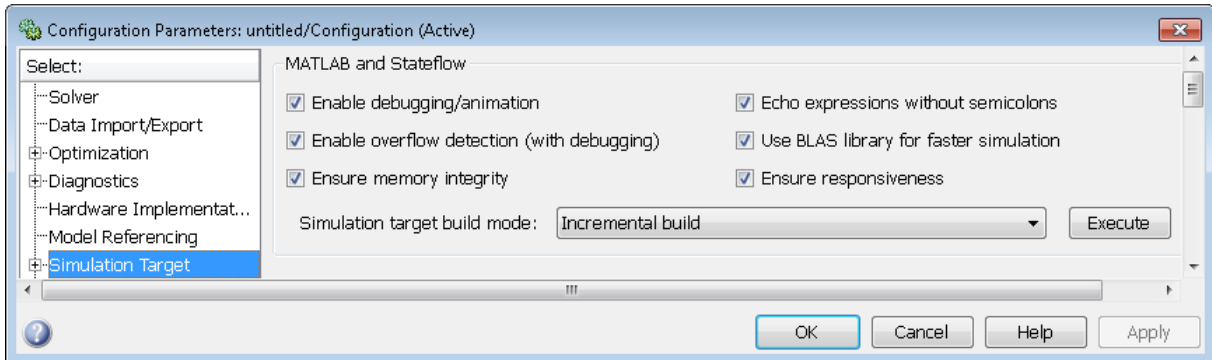 Configuration Parameters: untitled/Configuration (Active)
Select:
Solver
Data Import/Export
Optimization
Diagnostics
Hardware Implementat...
Model Referencing
Simulation Target
MATLAB and Stateflow
Enable debugging/animation
Echo expressions without semicolons
Enable overflow detection (with debugging)
Use BLAS library for faster simulation
Ensure memory integrity
Ensure responsiveness
Simulation target build mode: Incremental build Execute
OK Cancel Help Apply